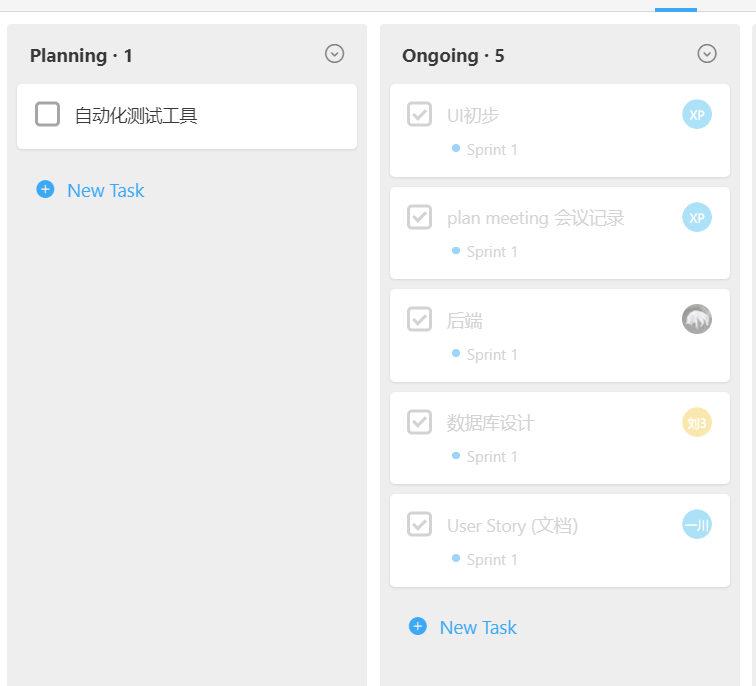 Planning · 1
自动化测试工具
New Task
Ongoing · 5
UI初步
XP
Sprint 1
plan meeting 会议记录
XP
Sprint 1
后端
Sprint 1
数据库设计
刘3
Sprint 1
User Story (文档)
一川
Sprint 1
New Task